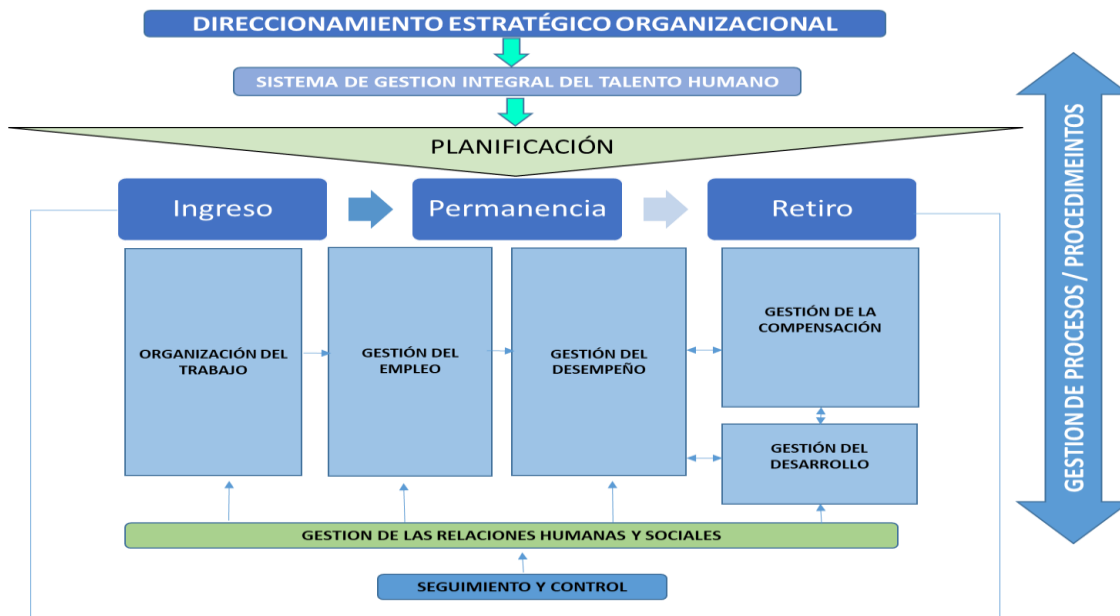 DIRECCIONAMIENTO ESTRATÉGICO ORGANIZACIONAL
SISTEMA DE GESTION INTEGRAL DEL TALENTO HUMANO
PLANIFICACIÓN
Ingreso
Permanencia
Retiro
ORGANIZACIÓN DEL
TRABAJO
GESTIÓN DEL
EMPLEO
GESTIÓN DEL
DESEMPEÑO
GESTIÓN DE LA
COMPENSACIÓN
GESTIÓN DEL
DESARROLLO
GESTION DE LAS RELACIONES HUMANAS Y SOCIALES
SEGUIMIENTO Y CONTROL
GESTION DE PROCESOS / PROCEDIMEINTOS